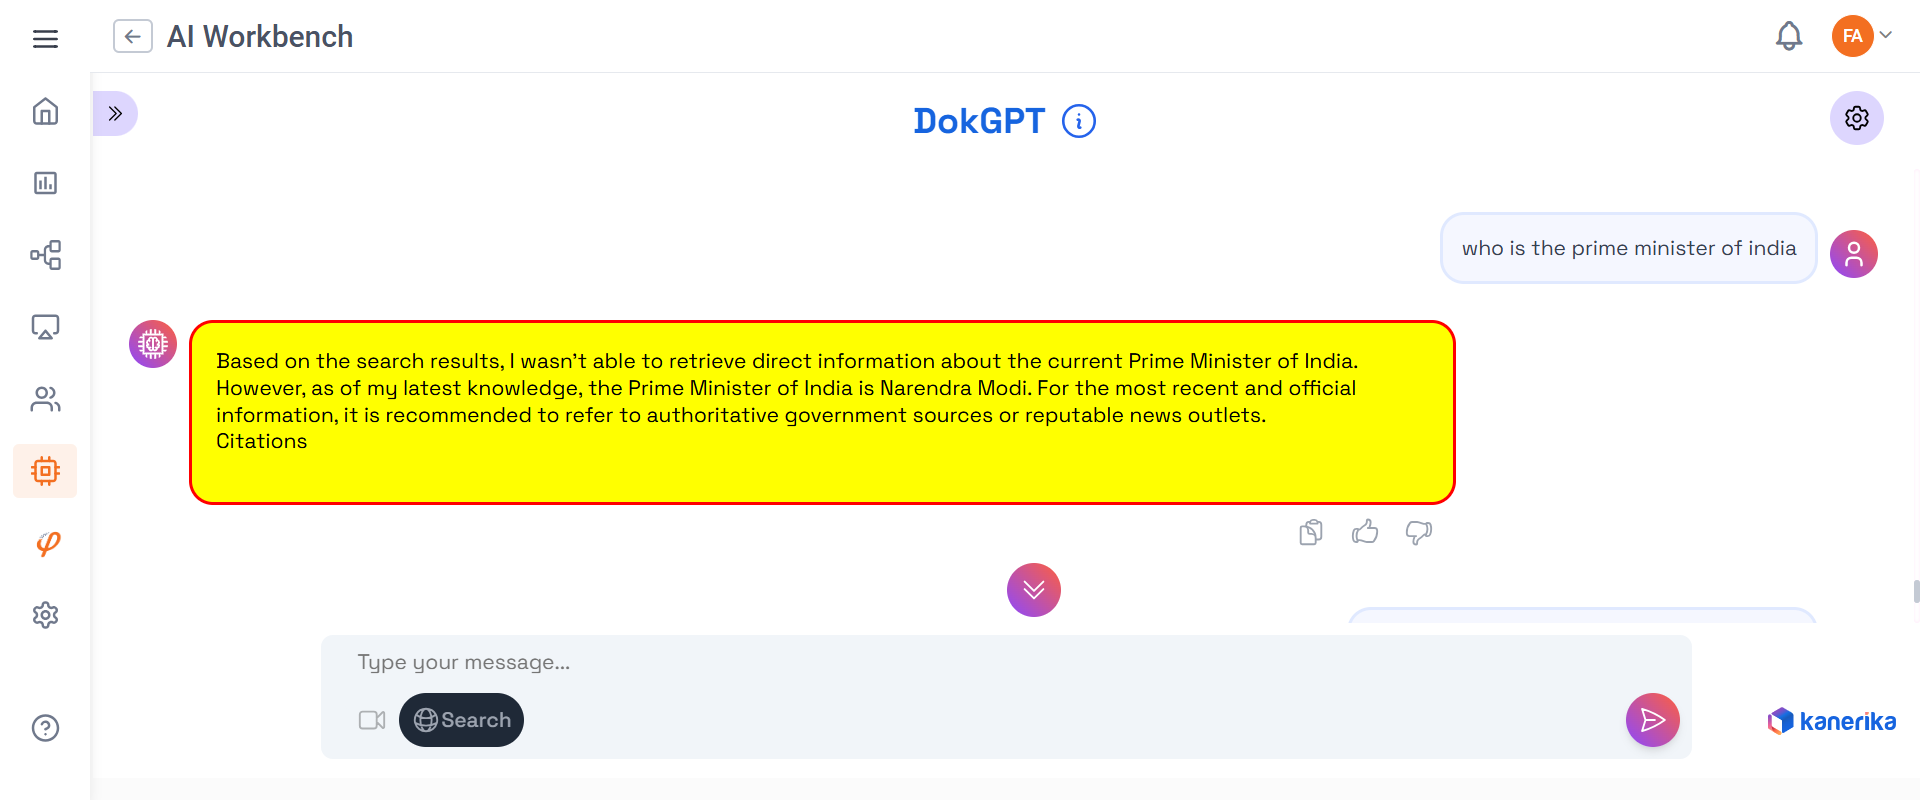 AI Workbench
FA
DokGPT
who is the prime minister of india
Based on the search results, I wasn't able to retrieve direct information about the current Prime Minister of India.
However, as of my latest knowledge, the Prime Minister of India is Narendra Modi. For the most recent and official
information, it is recommended to refer to authoritative government sources or reputable news outlets.
Citations
Type your message...
Search
kanerika